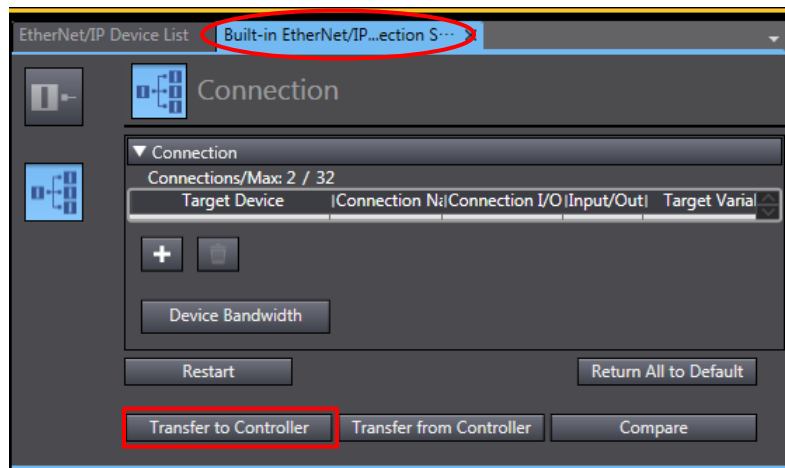 EtherNet/IP Device List Built-in EtherNet/IP...ection S...
Connection
Connection
Connections/Max: 2 / 32
Target Device Connection Na Connection I/O Input/Out Target Varial
Device Bandwidth
Restart Return All to Default
Transfer to Controller Transfer from Controller Compare